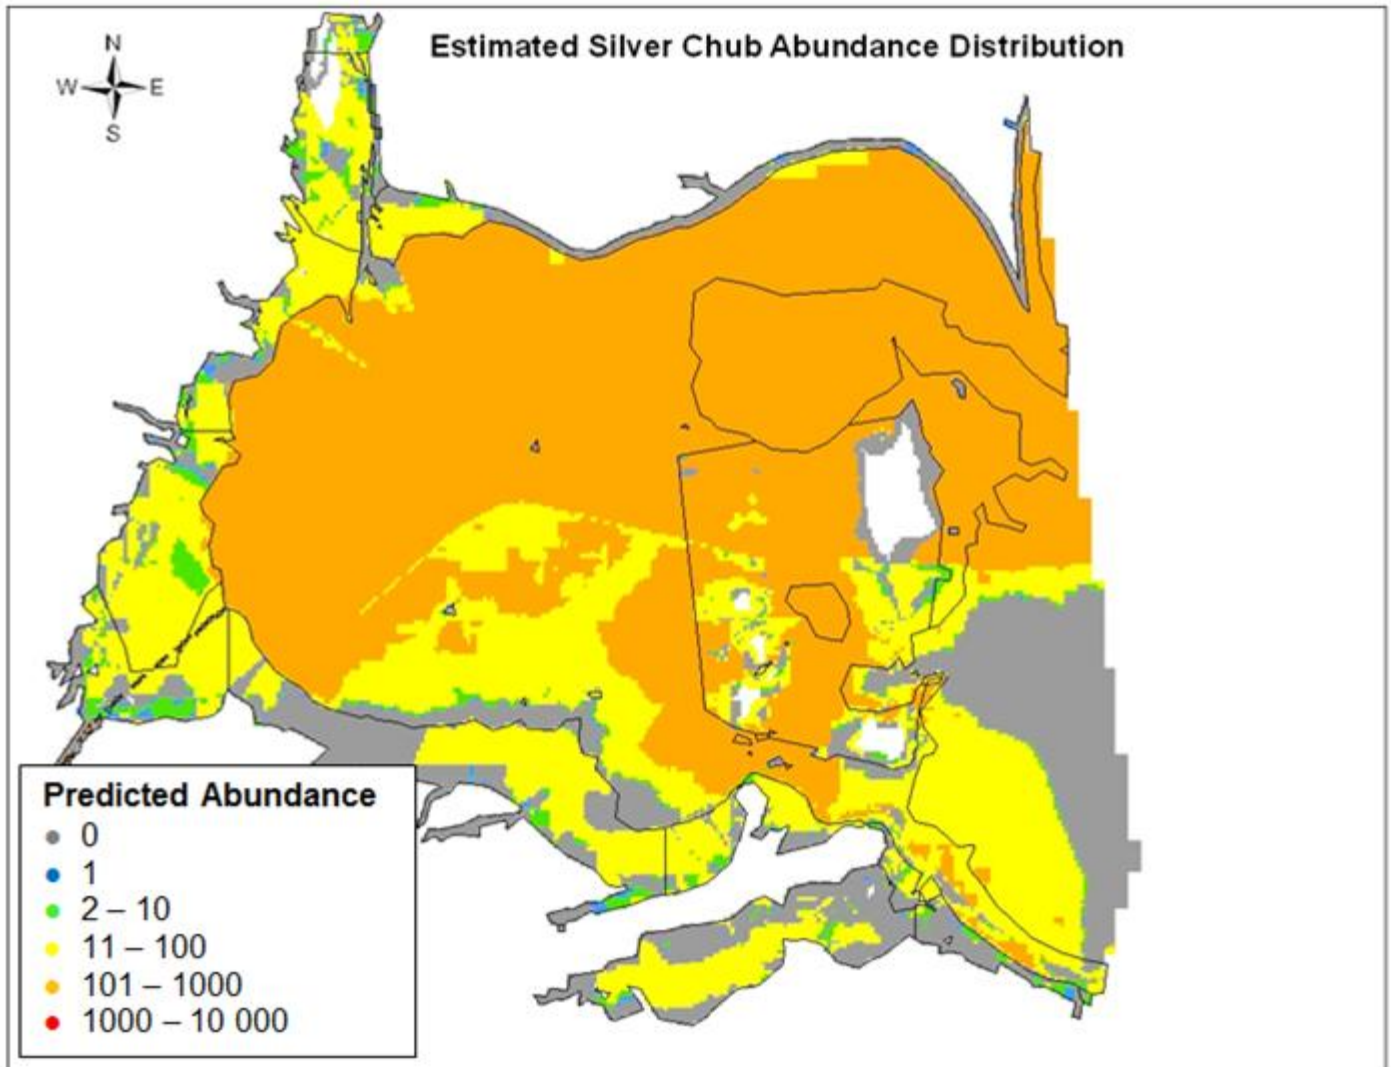 Estimated Silver Chub Abundance Distribution
N
W E
S
Predicted Abundance
0
1
2 – 10
11 – 100
101 – 1000
1000 – 10 000